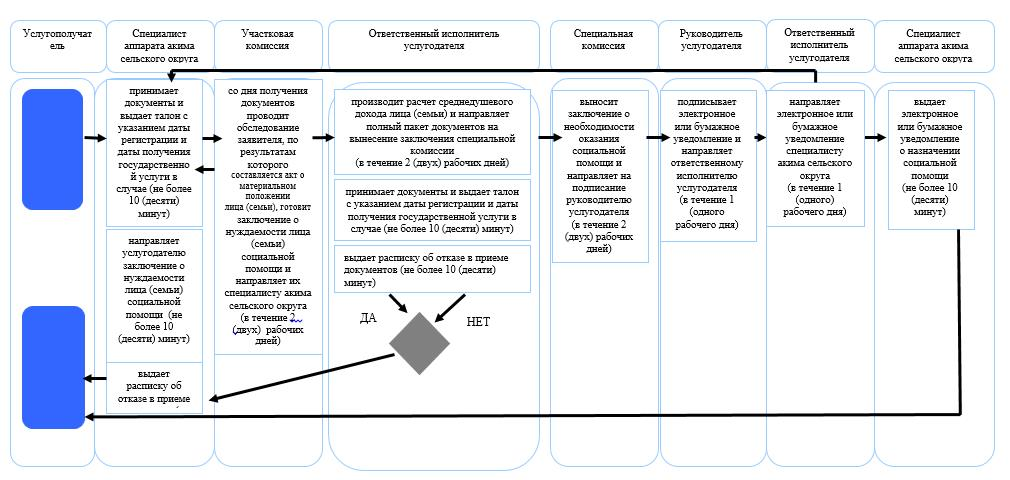 Услугополучат
ель
Специалист
аппарата акима
сельского округа
Участковая
комиссия
Ответственный исполнитель
услугодателя
Специальная
комиссия
Руководитель
услугодателя
Ответственный
исполнитель
услугодателя
Специалист
аппарата акима
сельского округа
принимает
документы и
выдает талон с
указанием даты
регистрации и
даты получения
государственно
й услуги в
случае (не более
10 (десяти)
минут)
направляет
услугодателю
заключение о
нуждаемости
лица (семьи)
социальной
помощи (не
более 10
(десяти) минут)
выдает
расписку об
отказе в приеме
со дня получения
документов
проводит
обследование
заявителя, по
результатам
которого
составляется акт о
материальном
положении
лица (семьи), готовит
заключение о
нуждаемости лица
(семьи)
социальной
помощи и
направляет их
специалисту акима
сельского округа
(в течение 2
(двух) рабочих
дней)
производит расчет среднедушевого
дохода лица (семьи) и направляет
полный пакет документов на
вынесение заключения специальной
комиссии
(в течение 2 (двух) рабочих дней)
принимает документы и выдает талон
с указанием даты регистрации и даты
получения государственной услуги в
случае (не более 10 (десяти) минут)
выдает расписку об отказе в приеме
документов (не более 10 (десяти)
минут)
ДА
НЕТ
выносит
заключение о
необходимости
оказания
социальной
помощи и
направляет на
подписание
руководителю
услугодателя
(в течение 2
(двух) рабочих
дней)
подписывает
электронное
или бумажное
уведомление и
направляет
ответственному
исполнителю
услугодателя
(в течение 1
(одного
рабочего дня)
направляет
электронное или
бумажное
уведомление
специалисту
акима сельского
округа
(в течение 1
(одного)
рабочего дня)
выдает
электронное
или бумажное
уведомление
о назначении
социальной
помощи
(не более 10
(десяти)
минут)